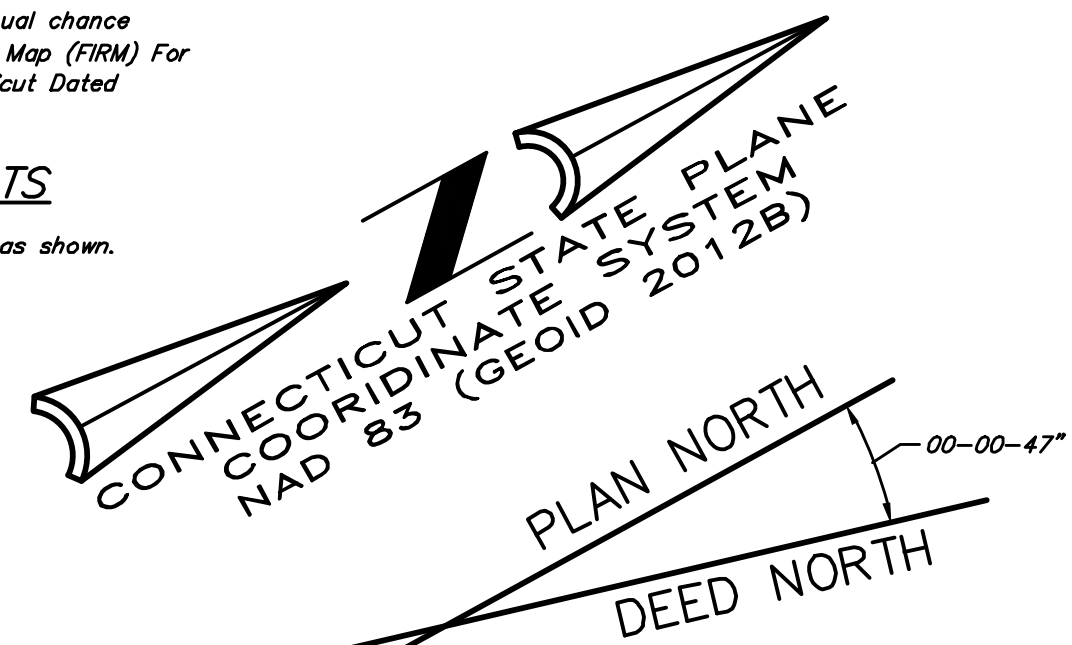 ual chance
Map (FIRM) For
cut Dated
TS
as shown.
CONNECTICUT STATE PLANE
COORIDINATE SYSTEM
NAD 83 (GEOID 2012B)
PLAN NORTH
00-00-47"
DEED NORTH